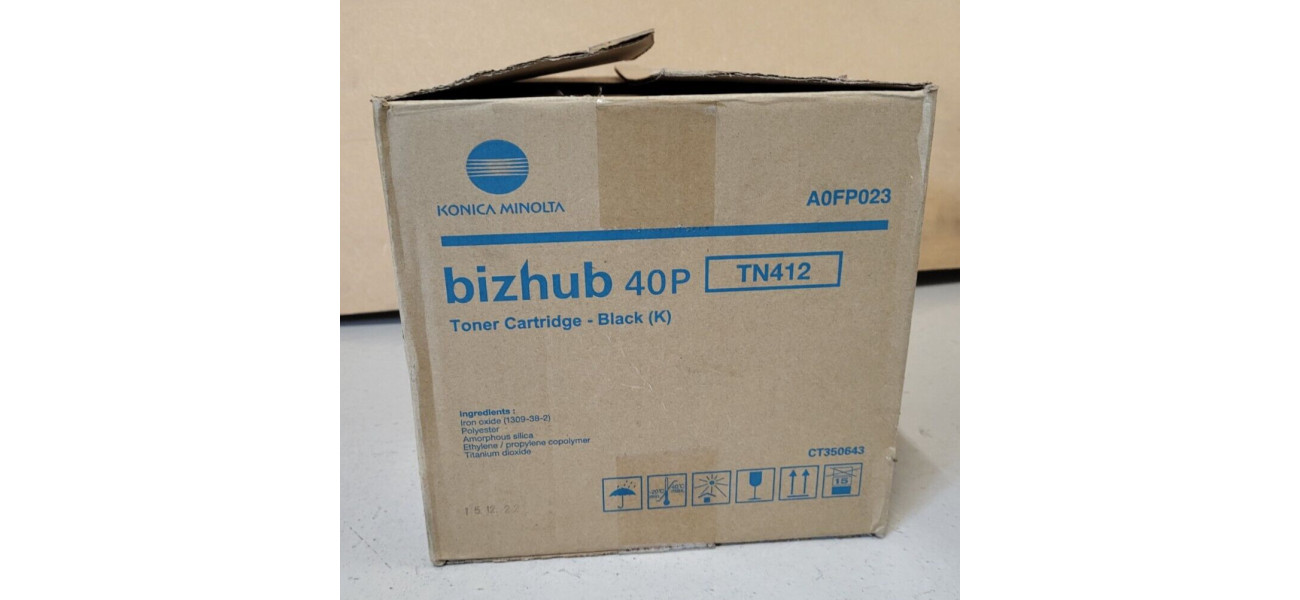 KONICA MINOLTA
A0FP023
bizhub 40P TN412
Toner Cartridge - Black (K)
Ingredients :
Iron oxide (1309-38-2)
Polyester
Amorphous silica
Ethylene / propylene copolymer
Titanium dioxide
CT350643
15